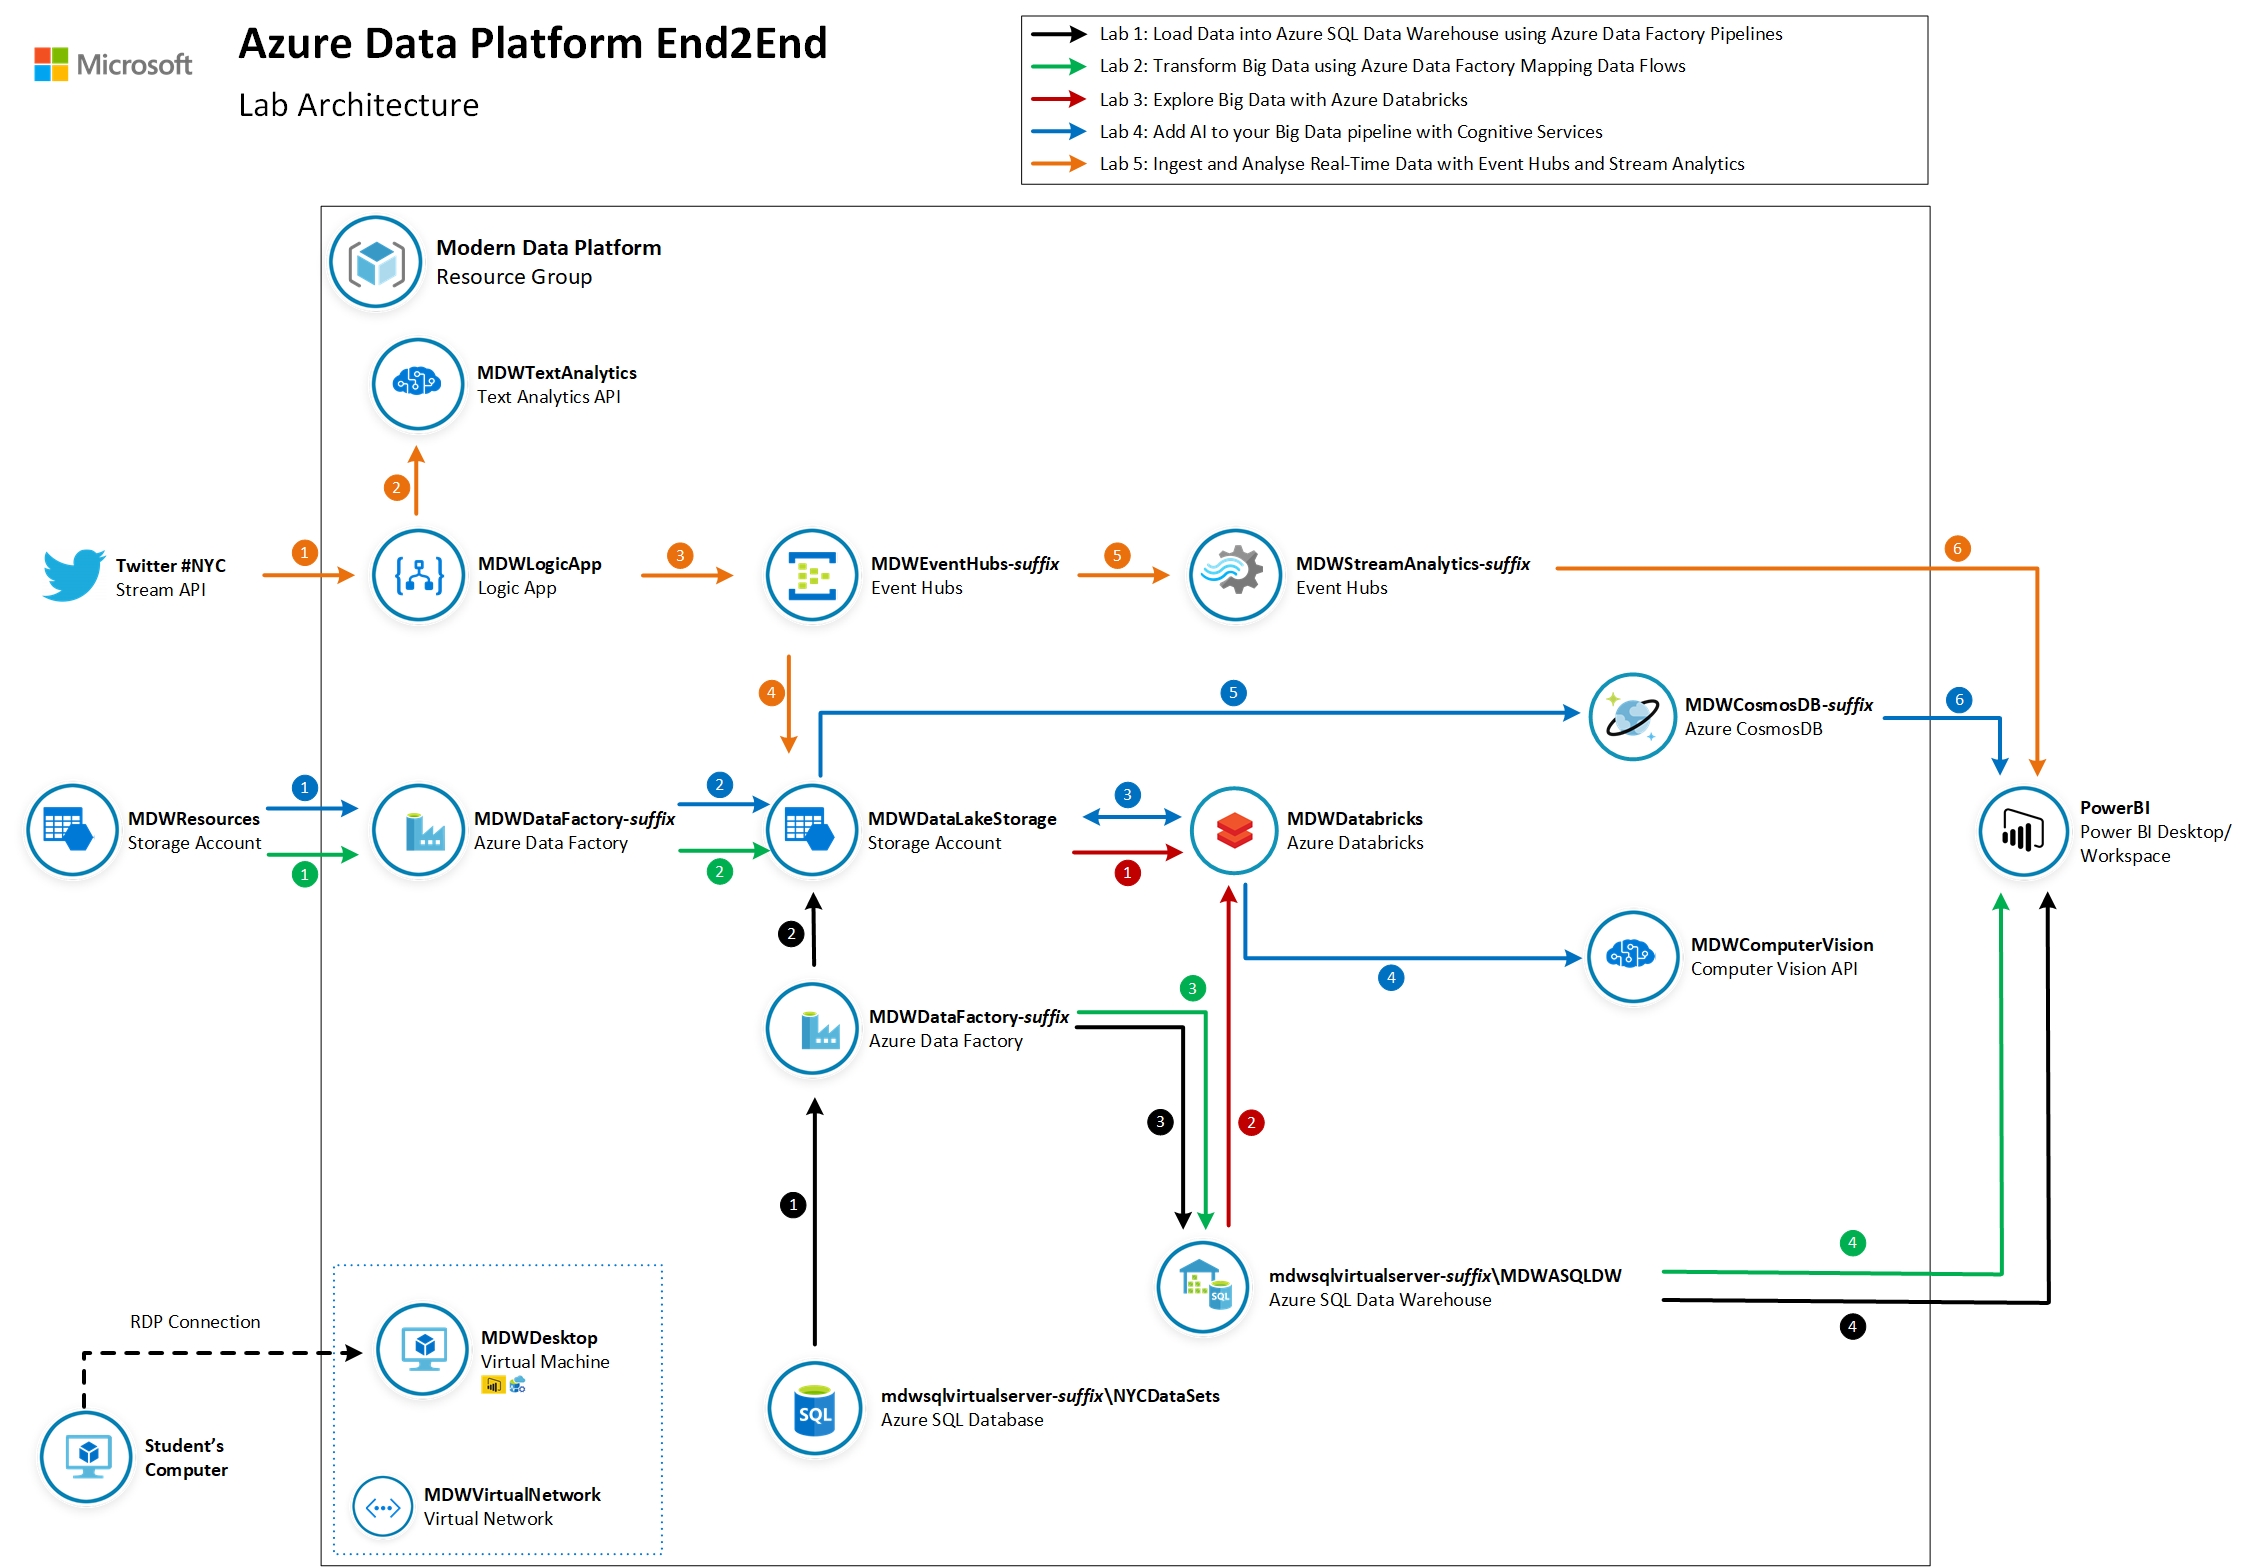 Microsoft
Azure Data Platform End2End
Lab Architecture
Lab 1: Load Data into Azure SQL Data Warehouse using Azure Data Factory Pipelines
Lab 2: Transform Big Data using Azure Data Factory Mapping Data Flows
Lab 3: Explore Big Data with Azure Databricks
Lab 4: Add AI to your Big Data pipeline with Cognitive Services
Lab 5: Ingest and Analyse Real-Time Data with Event Hubs and Stream Analytics
Modern Data Platform
Resource Group
MDWTextAnalytics
Text Analytics API
2
Twitter #NYC
Stream API
1
MDWLogicApp
Logic App
3
MDWEventHubs-suffix
Event Hubs
5
MDWStreamAnalytics-suffix
Event Hubs
6
4
5
MDWCosmosDB-suffix
Azure CosmosDB
6
MDWResources
Storage Account
1
1
MDWDataFactory-suffix
Azure Data Factory
2
2
MDWDataLakeStorage
Storage Account
3
1
MDWDatabricks
Azure Databricks
PowerBI
Power BI Desktop/
Workspace
2
MDWComputerVision
Computer Vision API
4
3
MDWDataFactory-suffix
Azure Data Factory
3
2
1
4
mdwsqlvirtualserver-suffix\MDWASQLDW
Azure SQL Data Warehouse
SQL
4
RDP Connection
MDWDesktop
Virtual Machine
SQL
mdwsqlvirtualserver-suffix\NYCDataSets
Azure SQL Database
Student's
Computer
MDWVirtualNetwork
Virtual Network